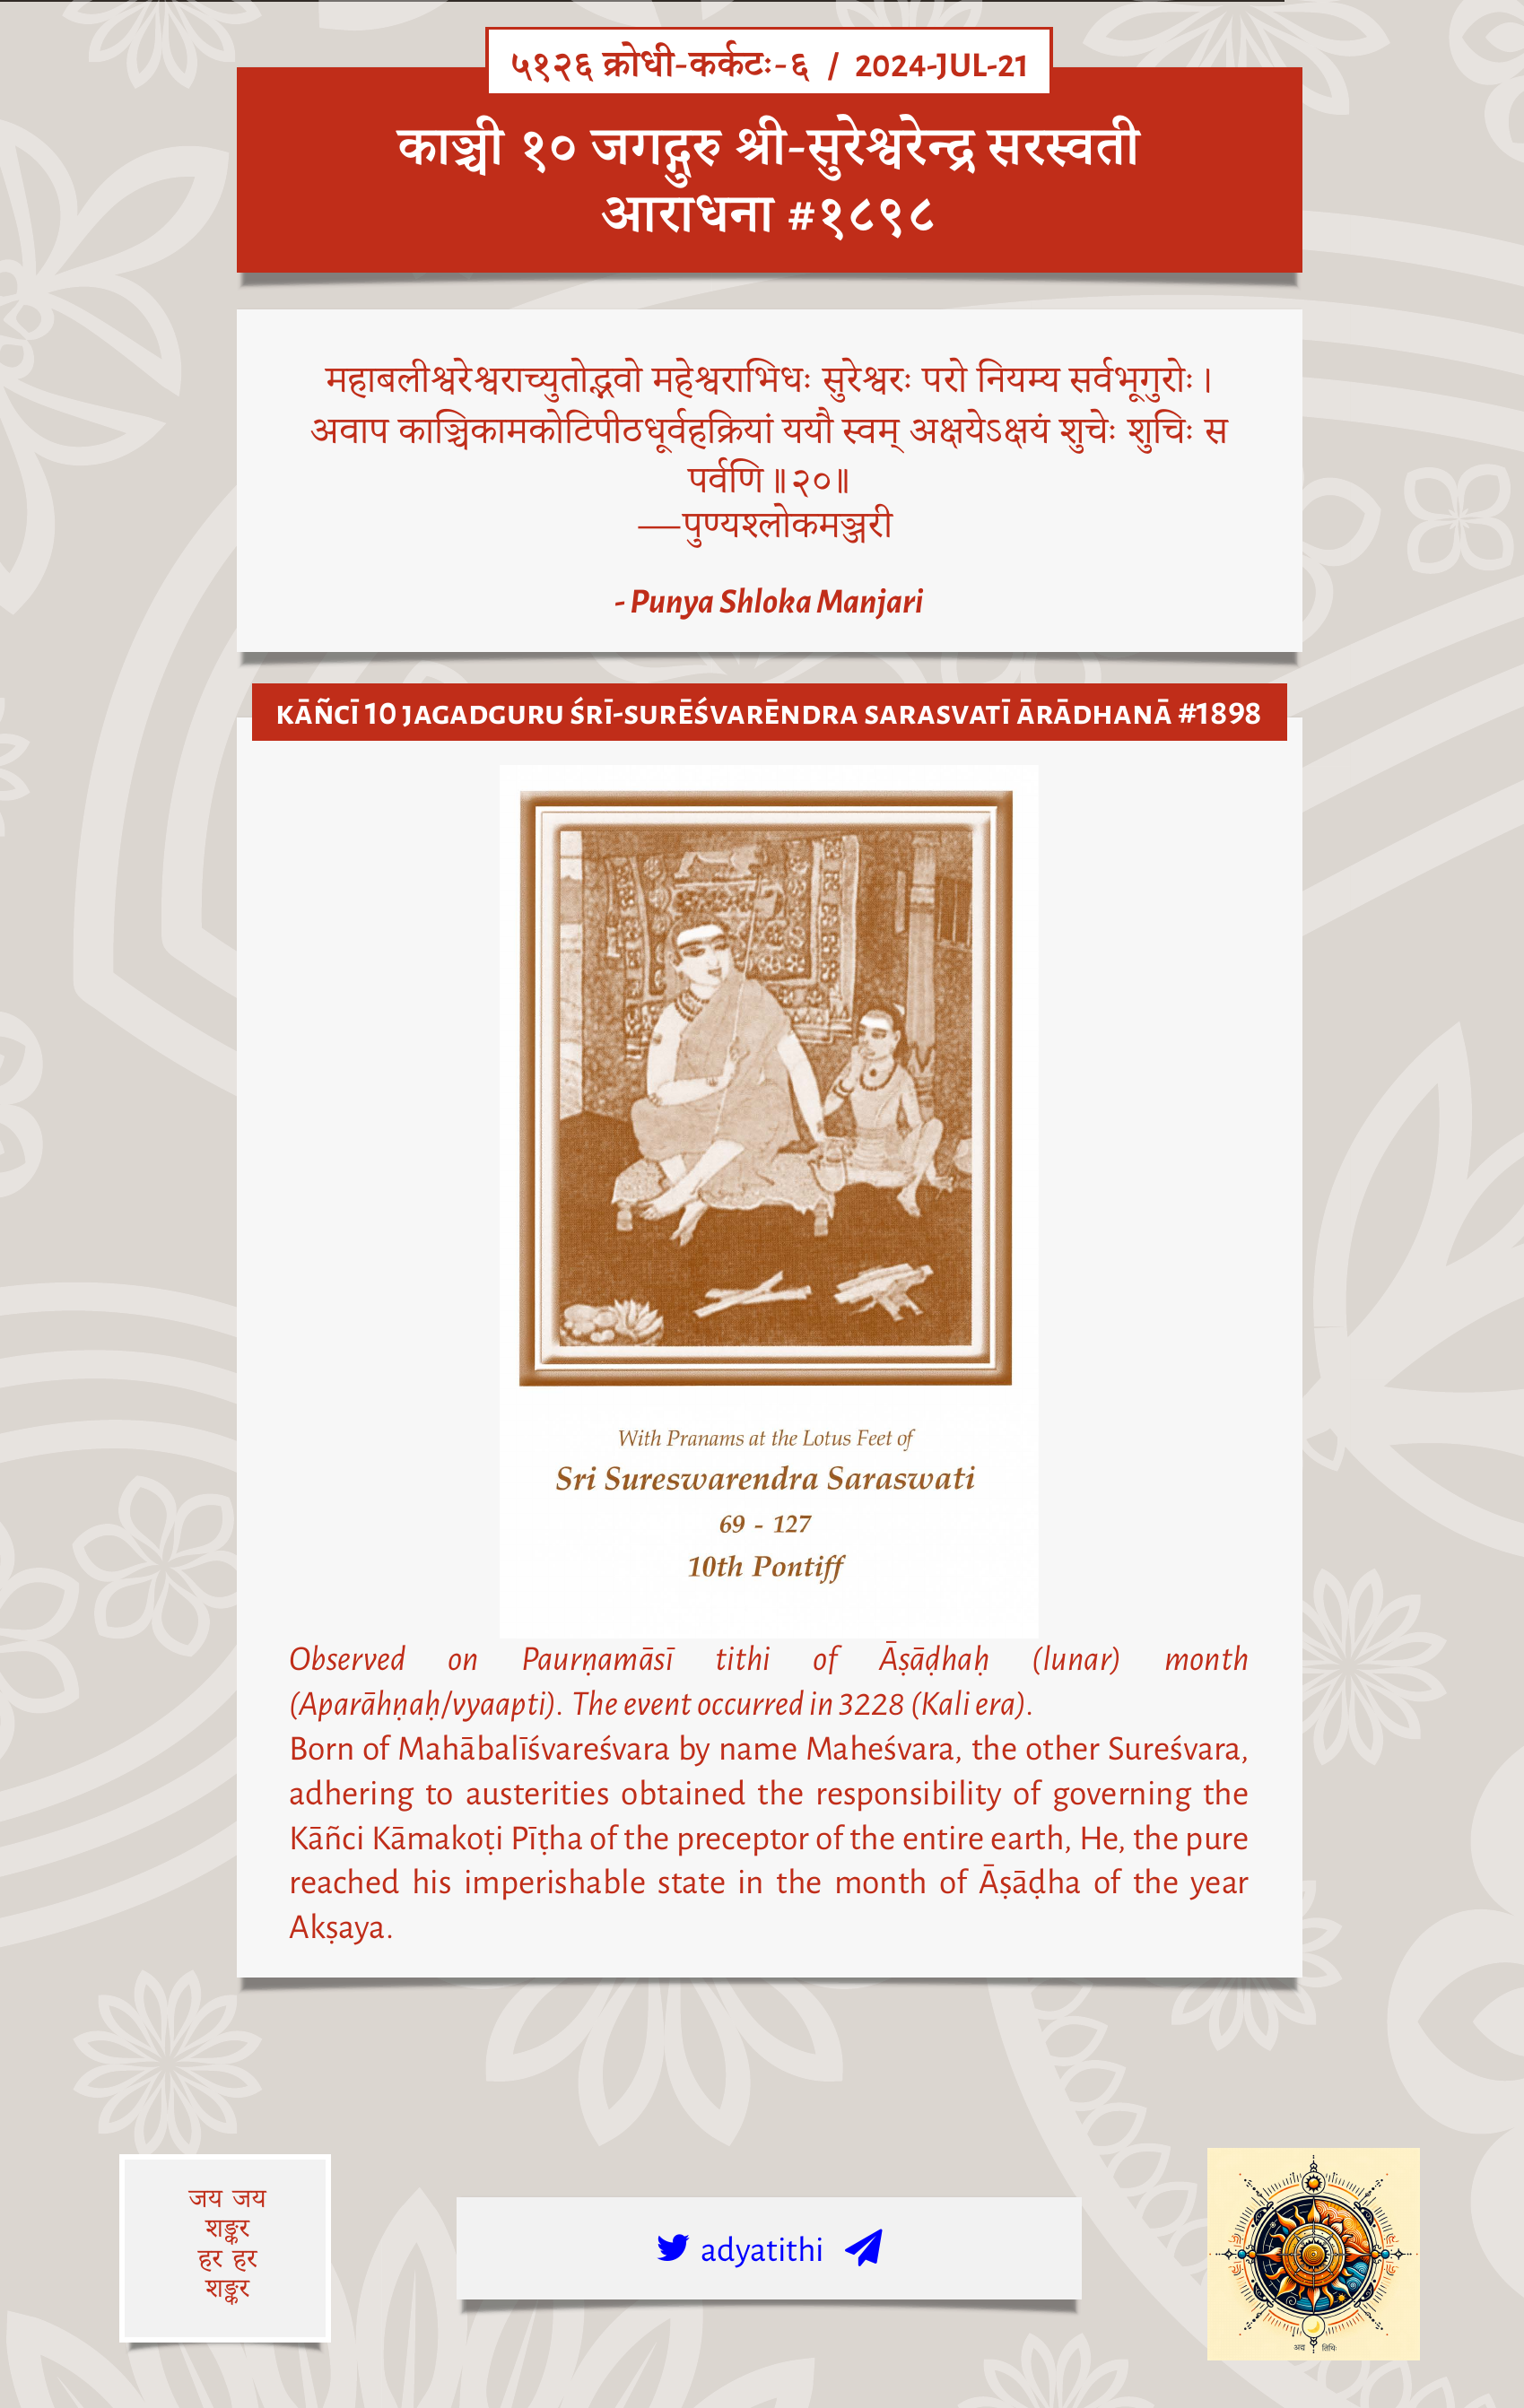 ५१२६ क्रोधी-कर्कटः-६ / 2024-JUL-21
काञ्ची १० जगद्गुरु श्री-सुरेश्वरेन्द्र सरस्वती
आराधना #१८९८
महाबलीश्वरेश्वराच्युतोद्भवो महेश्वराभिधः सुरेश्वरः परो नियम्य सर्वभूगुरोः।
अवाप काञ्चिकामकोटिपीठधूर्वहक्रियां ययौ स्वम् अक्षयेऽक्षयं शुचेः शुचिः स
पर्वणि॥२०॥
—पुण्यश्लोकमञ्जरी
- Punya Shloka Manjari
KĀÑCĪ 10 JAGADGURU ŚRĪ-SURĒŚVARĒNDRA SARASVATĪ ĀRĀDHANĀ #1898
With Pranams at the Lotus Feet of
Sri Sureswarendra Saraswati
69 - 127
10th Pontiff
Observed on Paurṇamāsī tithi of Āṣāḍhaḥ (lunar) month
(Aparāhṇaḥ/vyaapti). The event occurred in 3228 (Kali era).
Born of Mahābalīśvareśvara by name Maheśvara, the other Sureśvara,
adhering to austerities obtained the responsibility of governing the
Kāñci Kāmakoṭi Pīṭha of the preceptor of the entire earth, He, the pure
reached his imperishable state in the month of Āṣāḍha of the year
Akṣaya.
जय जय
शङ्कर
हर हर
शङ्कर
adyatithi
अद्य तिथिः